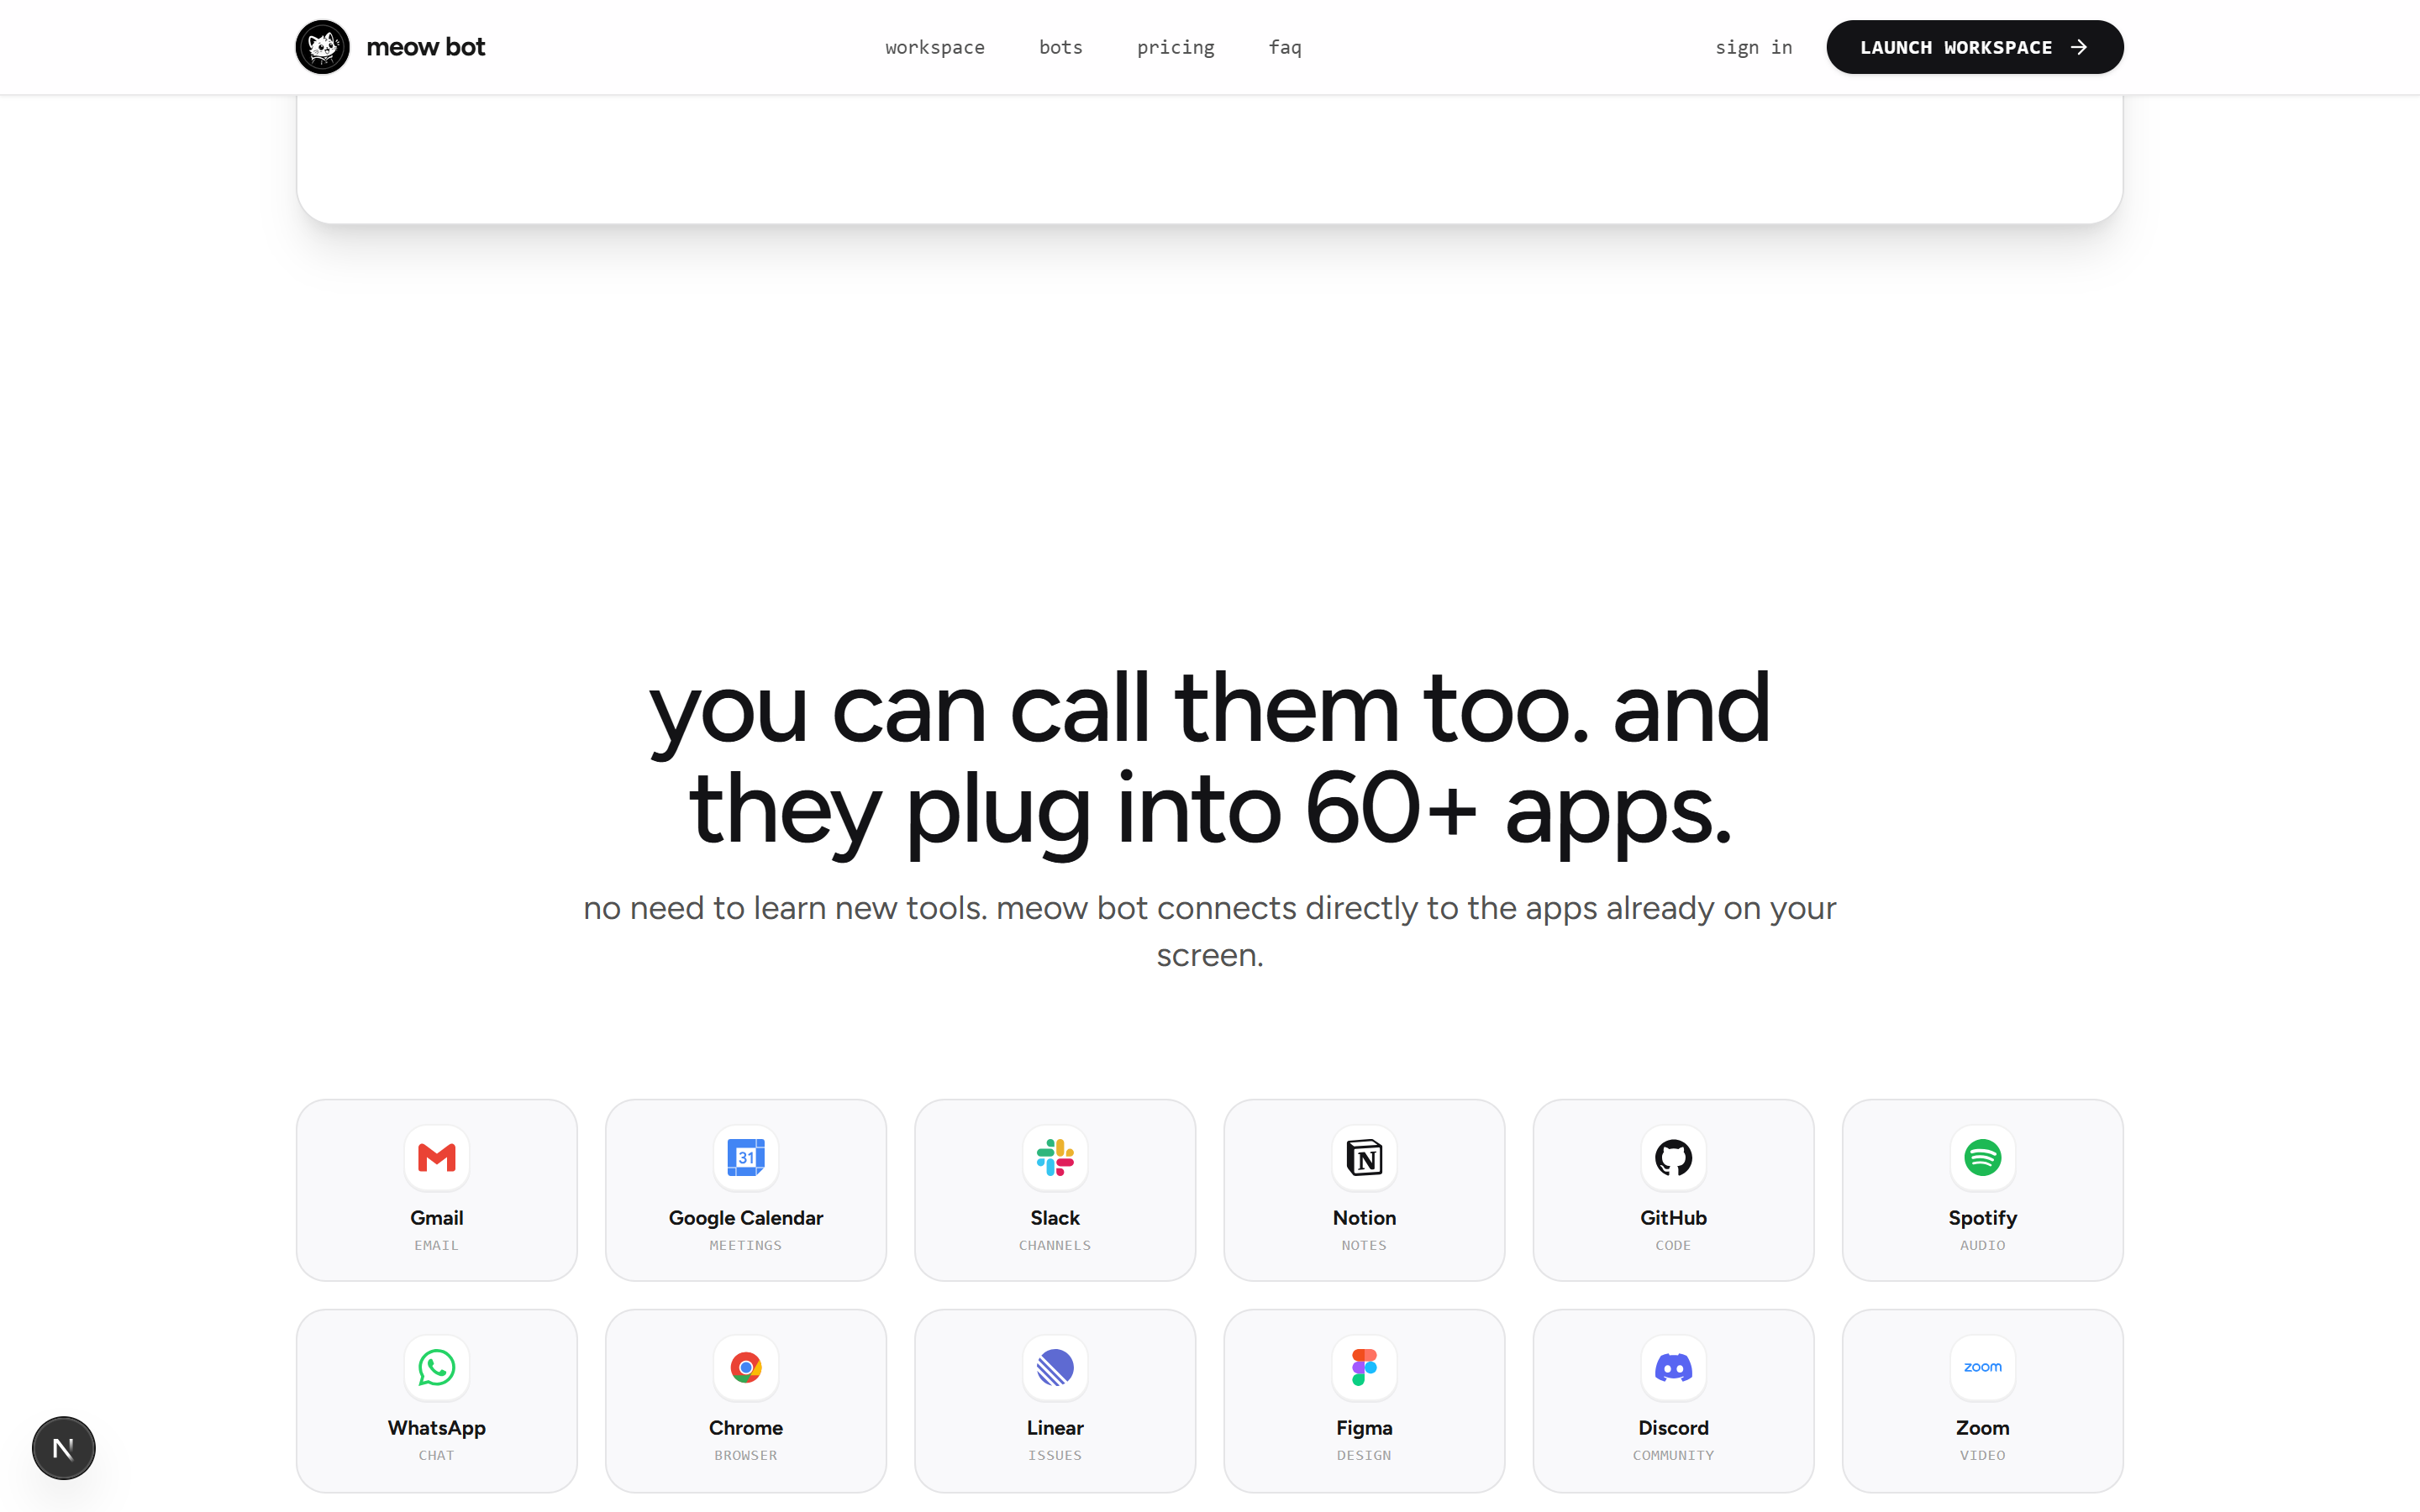 meow bot
workspace
bots
pricing
faq
sign in
LAUNCH WORKSPACE
you can call them too. and
they plug into 60+ apps.
no need to learn new tools. meow bot connects directly to the apps already on your
screen.
31
Gmail
EMAIL
Google Calendar
MEETINGS
Slack
CHANNELS
Notion
NOTES
GitHub
CODE
Spotify
AUDIO
zoom
WhatsApp
CHAT
Chrome
BROWSER
Linear
ISSUES
Figma
DESIGN
Discord
COMMUNITY
Zoom
VIDEO
N